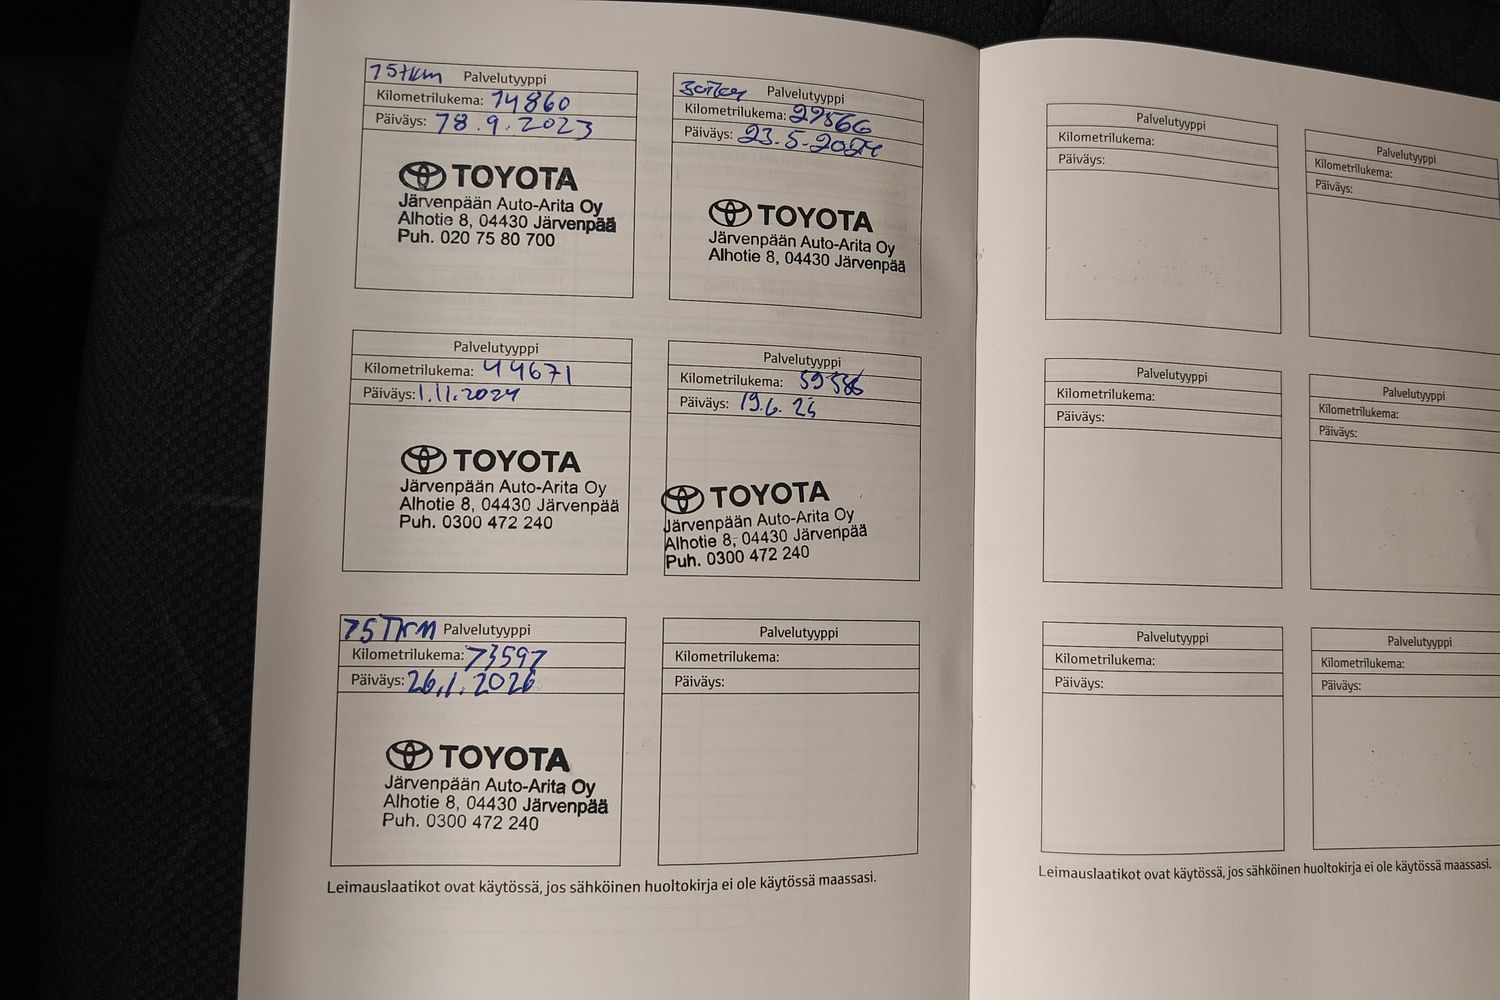 15tkm Palvelutyyppi
Kilometrilukema: 14860
Päiväys: 18.9.2023
TOYOTA
Järvenpään Auto-Arita Oy
Alhotie 8, 04430 Järvenpää
Puh. 020 75 80 700
30tkm Palvelutyyppi
Kilometrilukema: 29566
Päiväys: 23.5.2024
TOYOTA
Järvenpään Auto-Arita Oy
Alhotie 8, 04430 Järvenpää
Palvelutyyppi
Kilometrilukema: 44671
Päiväys: 1.11.2024
TOYOTA
Järvenpään Auto-Arita Oy
Alhotie 8, 04430 Järvenpää
Puh. 0300 472 240
Palvelutyyppi
Kilometrilukema: 59586
Päiväys: 19.6.25
TOYOTA
Järvenpään Auto-Arita Oy
Alhotie 8, 04430 Järvenpää
Puh. 0300 472 240
75TKM Palvelutyyppi
Kilometrilukema: 73597
Päiväys: 26.1.2026
TOYOTA
Järvenpään Auto-Arita Oy
Alhotie 8, 04430 Järvenpää
Puh. 0300 472 240
Palvelutyyppi
Kilometrilukema:
Päiväys:
Leimauslaatikot ovat käytössä, jos sähköinen huoltokirja ei ole käytössä maassasi.
Palvelutyyppi
Kilometrilukema:
Päiväys:
Palvelutyyppi
Kilometrilukema:
Päiväys:
Palvelutyyppi
Kilometrilukema:
Päiväys:
Palvelutyyppi
Kilometrilukema:
Päiväys:
Palvelutyyppi
Kilometrilukema:
Päiväys:
Palvelutyyppi
Kilometrilukema:
Päiväys:
Leimauslaatikot ovat käytössä, jos sähköinen huoltokirja ei ole käytössä maassasi.